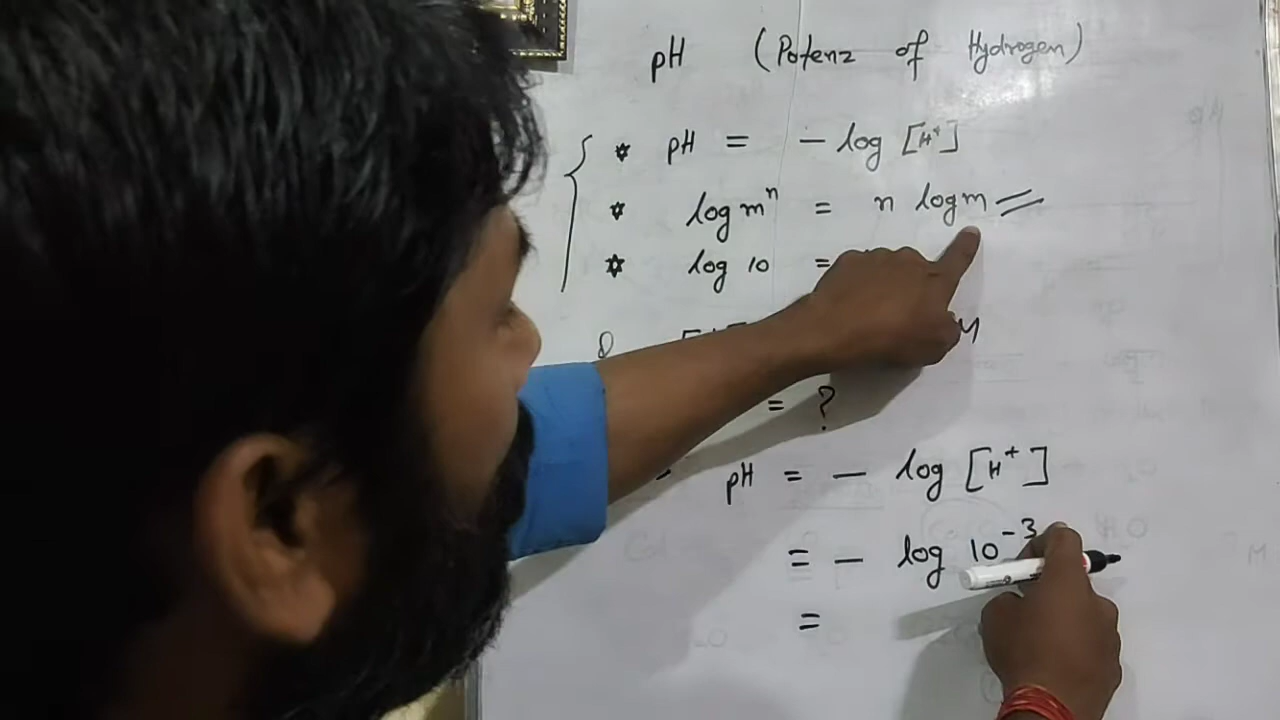 pH (Potenz of Hydrogen)
* pH = - log [H⁺]
* log mⁿ = n log m
* log 10 =
M
= ?
pH = - log [H⁺]
= - log 10⁻³
=